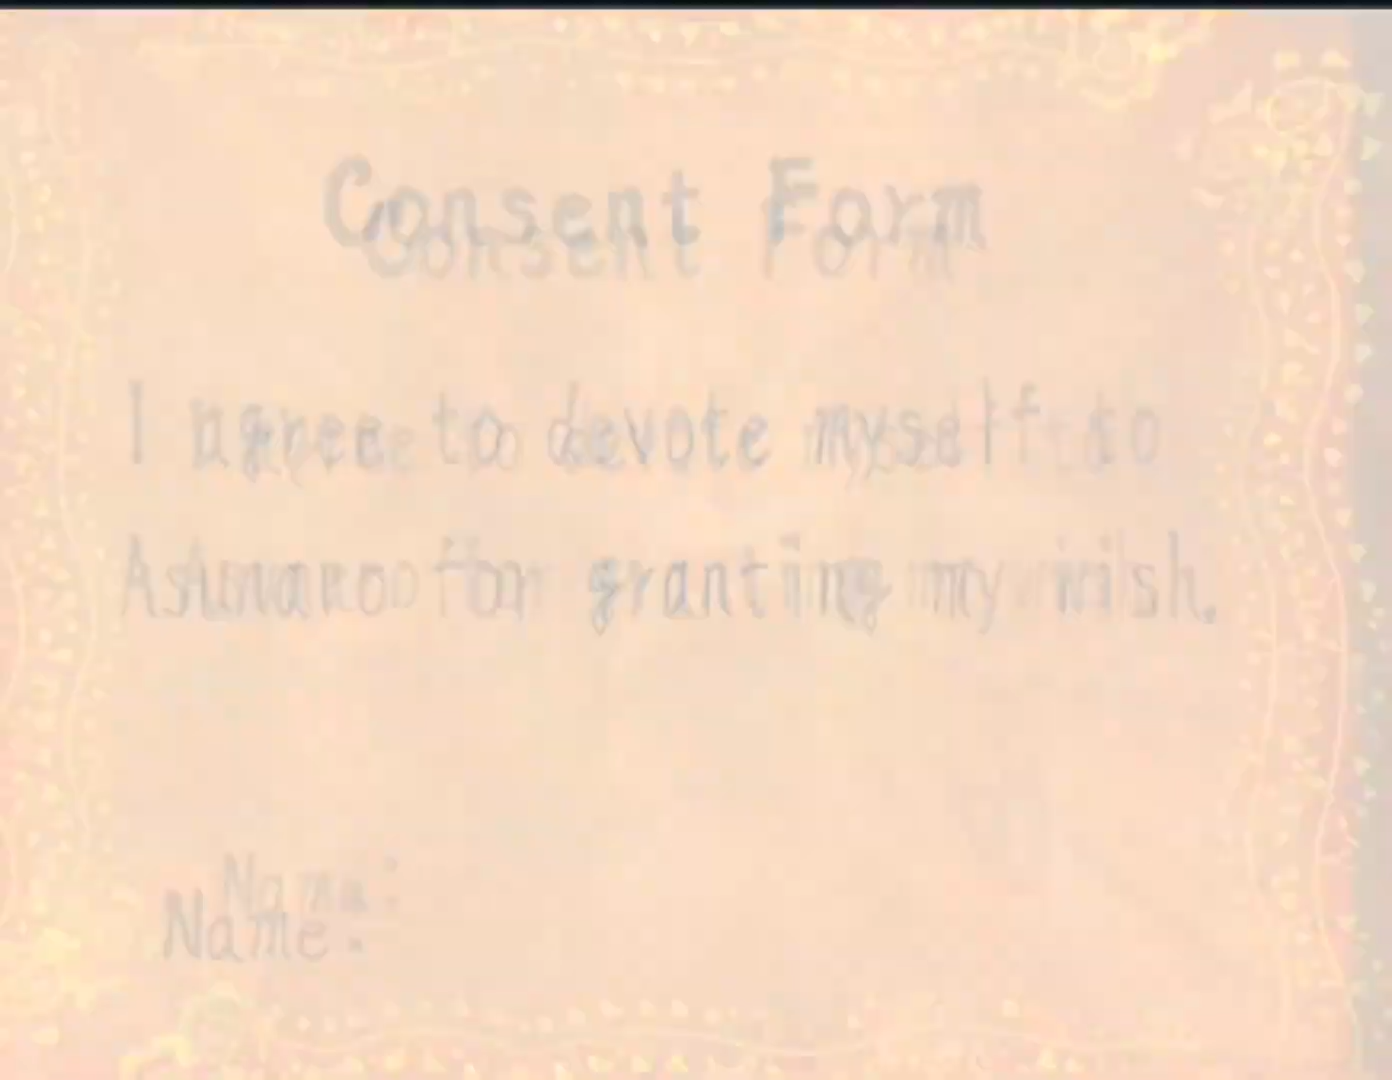 Consent Form
I agree to devote myself to
Asunaro for granting my wish.
Name: